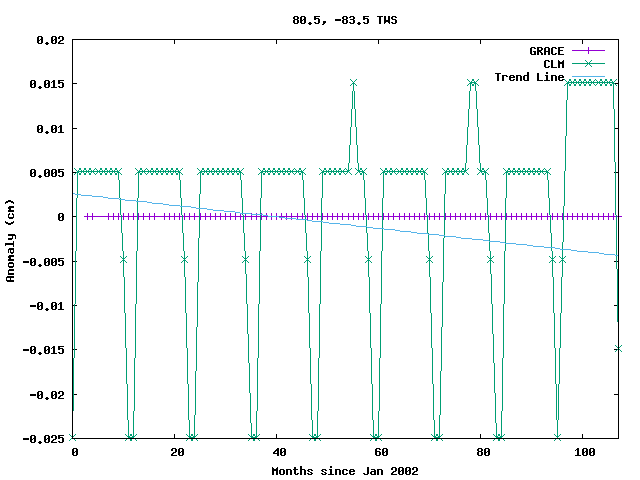 80.5, -83.5 TWS
GRACE
CLM
Trend Line
0.02
0.015
0.01
0.005
0
-0.005
-0.01
-0.015
-0.02
-0.025
Anomaly (cm)
0 20 40 60 80 100
Months since Jan 2002